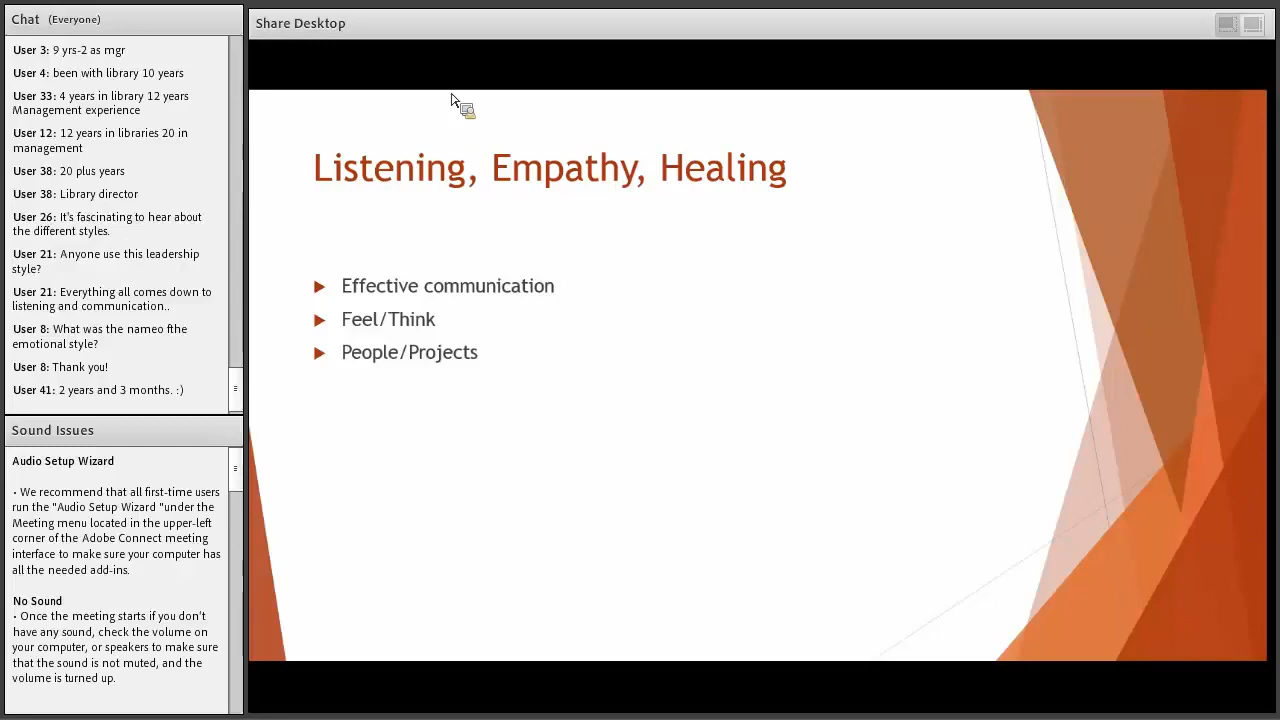 Chat (Everyone)
User 3: 9 yrs-2 as mgr
User 4: been with library 10 years
User 33: 4 years in library 12 years
Management experience
User 12: 12 years in libraries 20 in
management
User 38: 20 plus years
User 38: Library director
User 26: It's fascinating to hear about
the different styles.
User 21: Anyone use this leadership
style?
User 21: Everything all comes down to
listening and communication..
User 8: What was the nameo fthe
emotional style?
User 8: Thank you!
User 41: 2 years and 3 months. :)
Sound Issues
Audio Setup Wizard
• We recommend that all first-time users
run the "Audio Setup Wizard "under the
Meeting menu located in the upper-left
corner of the Adobe Connect meeting
interface to make sure your computer has
all the needed add-ins.
No Sound
• Once the meeting starts if you don't
have any sound, check the volume on
your computer, or speakers to make sure
that the sound is not muted, and the
volume is turned up.
Share Desktop
Listening, Empathy, Healing
Effective communication
Feel/Think
People/Projects